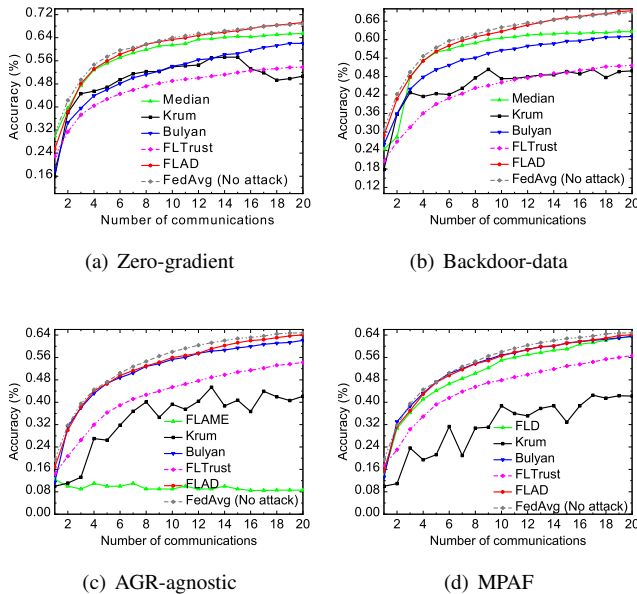 0.72
0.64
0.56
0.48
0.40
0.32
0.24
0.16
Accuracy (%)
Median
Krum
Bulyan
FLTrust
FLAD
FedAvg (No attack)
2 4 6 8 10 12 14 16 18 20
Number of communications
(a) Zero-gradient
0.66
0.60
0.54
0.48
0.42
0.36
0.30
0.24
0.18
0.12
Accuracy (%)
Median
Krum
Bulyan
FLTrust
FLAD
FedAvg (No attack)
2 4 6 8 10 12 14 16 18 20
Number of communications
(b) Backdoor-data
0.64
0.56
0.48
0.40
0.32
0.24
0.16
0.08
0.00
Accuracy (%)
FLAME
Krum
Bulyan
FLTrust
FLAD
FedAvg (No attack)
2 4 6 8 10 12 14 16 18 20
Number of communications
(c) AGR-agnostic
0.64
0.56
0.48
0.40
0.32
0.24
0.16
0.08
0.00
Accuracy (%)
FLD
Krum
Bulyan
FLTrust
FLAD
FedAvg (No attack)
2 4 6 8 10 12 14 16 18 20
Number of communications
(d) MPAF